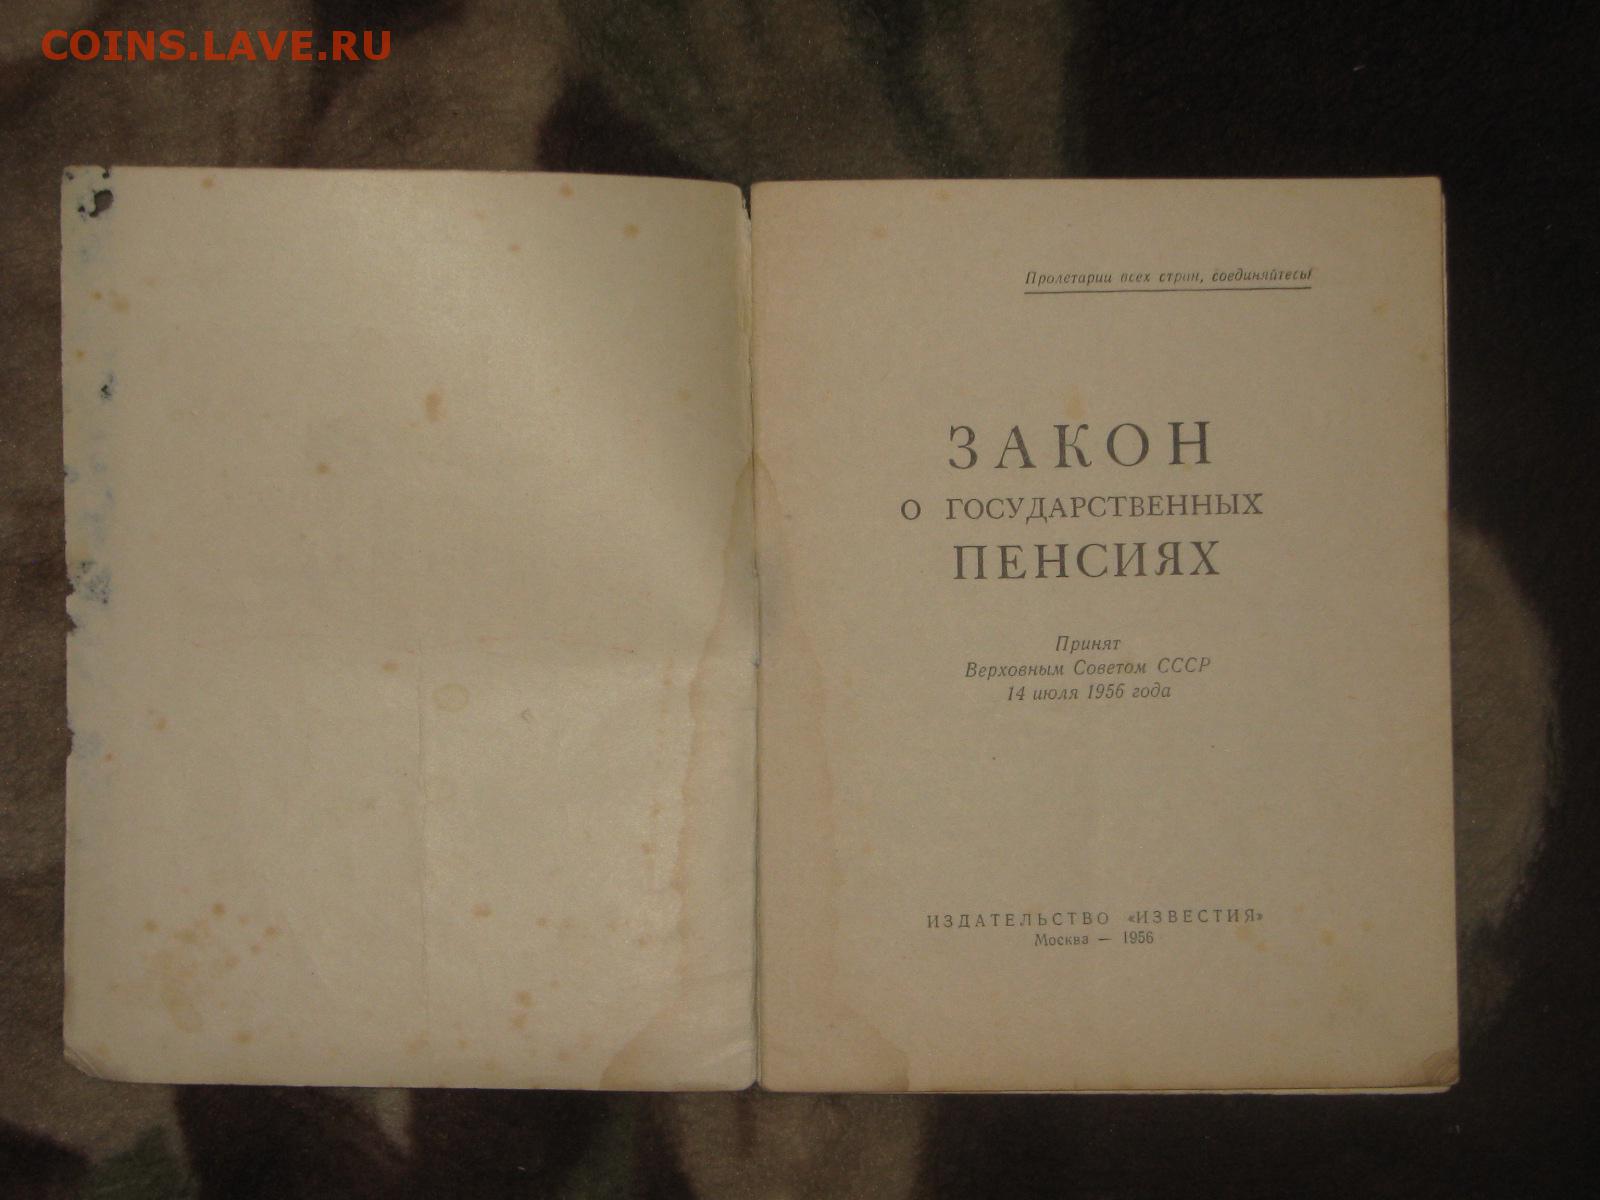 COINS.LAVE.RU
Пролетарии всех стран, соединяйтесь!
ЗАКОН
О ГОСУДАРСТВЕННЫХ
ПЕНСИЯХ
Принят
Верховным Советом СССР
14 июля 1956 года
ИЗДАТЕЛЬСТВО «ИЗВЕСТИЯ»
Москва — 1956